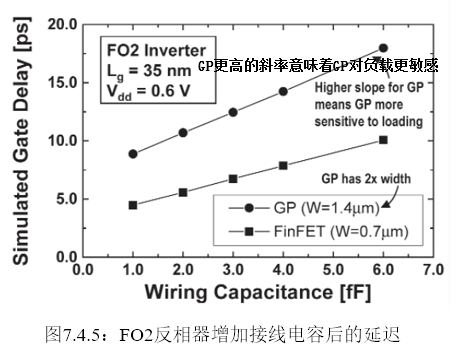 Simulated Gate Delay [ps]
20.0
15.0
10.0
5.0
0.0
FO2 Inverter
Lg = 35 nm
Vdd = 0.6 V
GP更高的斜率意味着GP对负载更敏感
Higher slope for GP
means GP more
sensitive to loading
GP has 2x width
GP (W=1.4μm)
FinFET (W=0.7μm)
0.0 1.0 2.0 3.0 4.0 5.0 6.0 7.0
Wiring Capacitance [fF]
图7.4.5：FO2反相器增加接线电容后的延迟